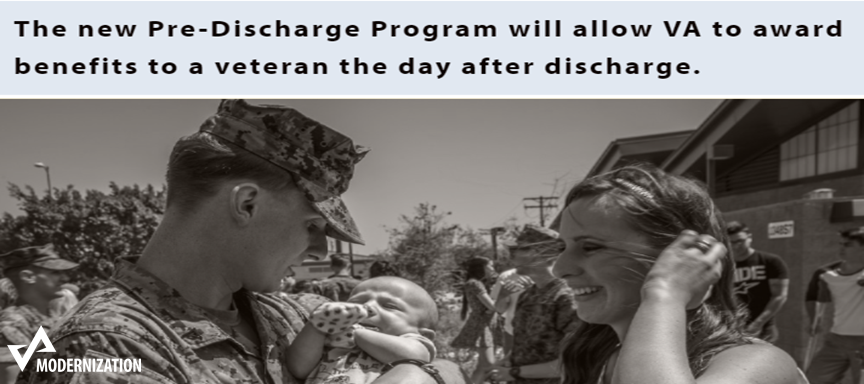 The new Pre-Discharge Program will allow VA to award
benefits to a veteran the day after discharge.
MODERNIZATION